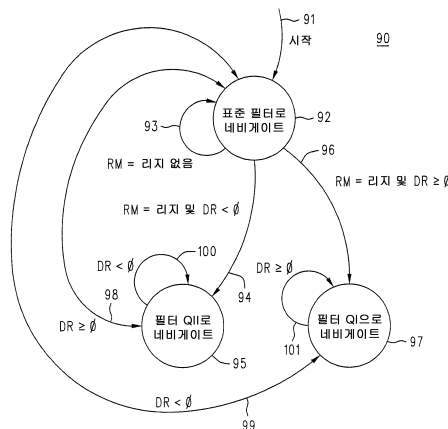 91
시작
90
표준 필터로
네비게이트
92
93
96
RM = 리지 없음
RM = 리지 및 DR ≥ ∅
RM = 리지 및 DR < ∅
100
DR < ∅
94
DR ≥ ∅
98
DR ≥ ∅
필터 QII로
네비게이트
필터 QI으로
네비게이트
95
101
97
DR < ∅
99